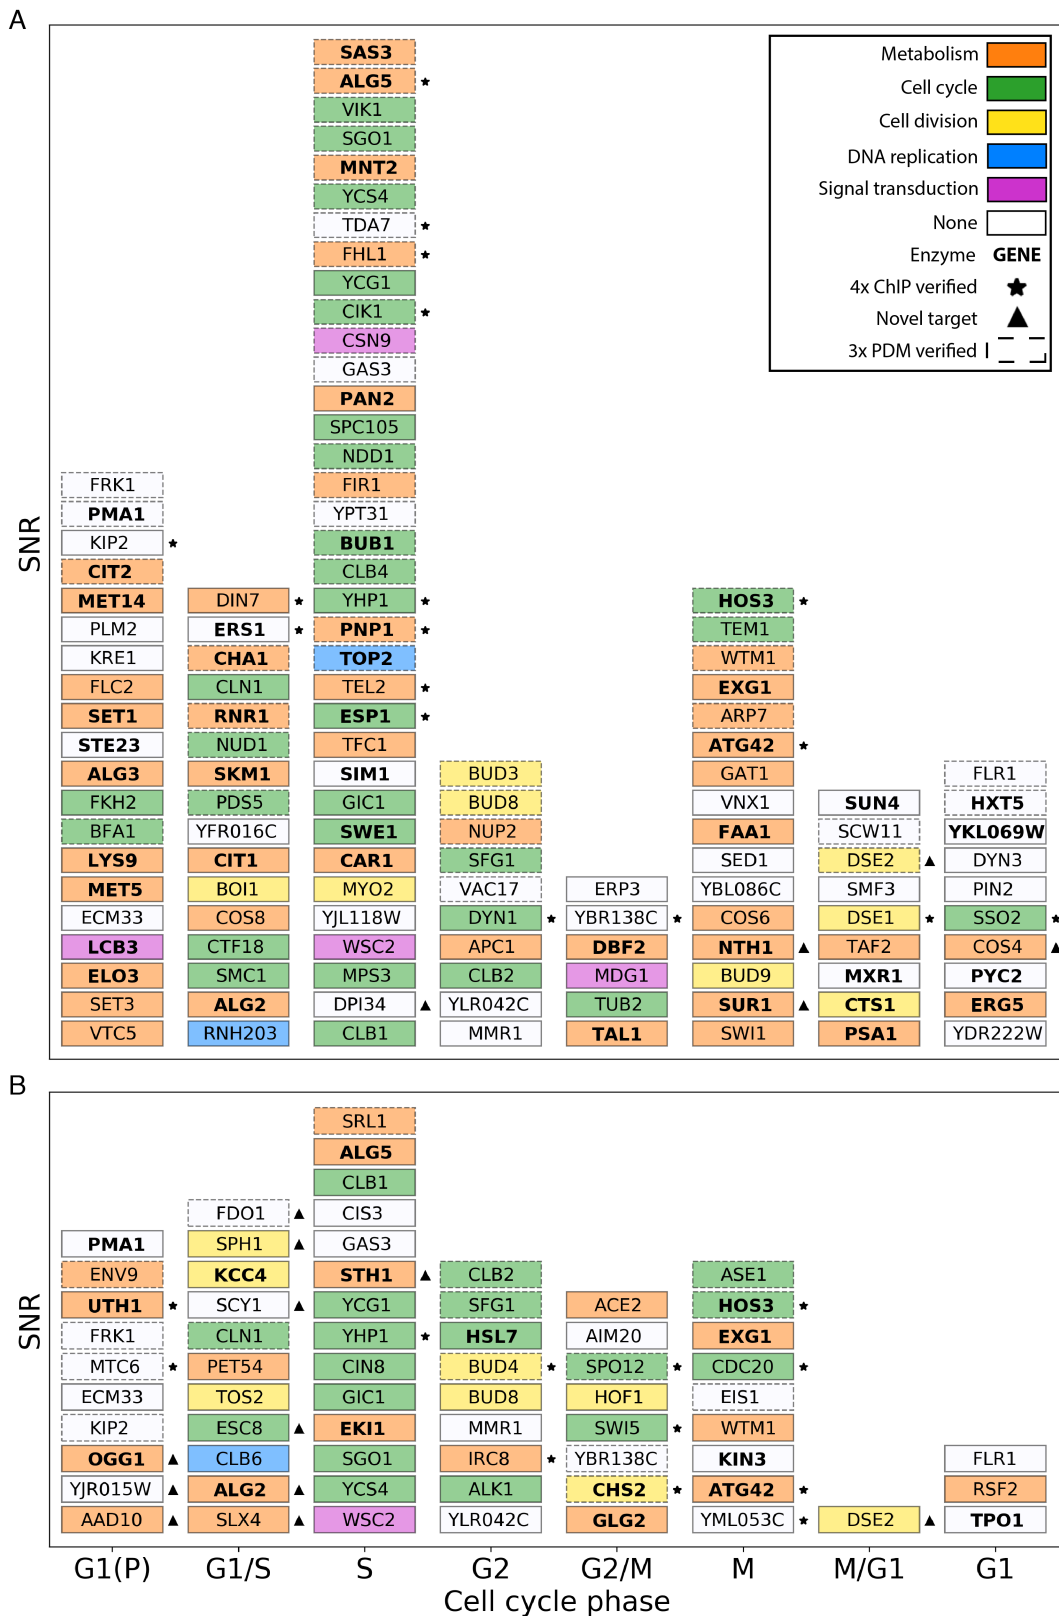 A
Metabolism
Cell cycle
Cell division
DNA replication
Signal transduction
None
Enzyme GENE
4x ChIP verified
Novel target
3x PDM verified
SNR
SAS3
ALG5
VIK1
SGO1
MNT2
YCS4
TDA7
FHL1
YCG1
CIK1
CSN9
GAS3
PAN2
SPC105
NDD1
FRK1 FIR1
PMA1 YPT31
KIP2 BUB1
CIT2 CLB4
MET14 DIN7 YHP1 HOS3
PLM2 ERS1 PNP1 TEM1
KRE1 CHA1 TOP2 WTM1
FLC2 CLN1 TEL2 EXG1
SET1 RNR1 ESP1 ARP7
STE23 NUD1 TFC1 ATG42
ALG3 SKM1 SIM1 BUD3 GAT1 FLR1
FKH2 PDS5 GIC1 BUD8 VNX1 SUN4 HXT5
BFA1 YFR016C SWE1 NUP2 FAA1 SCW11 YKL069W
LYS9 CIT1 CAR1 SFG1 SED1 DSE2 DYN3
MET5 BOI1 MYO2 VAC17 ERP3 YBL086C SMF3 PIN2
ECM33 COS8 YJL118W DYN1 YBR138C COS6 DSE1 SSO2
LCB3 CTF18 WSC2 APC1 DBF2 NTH1 TAF2 COS4
ELO3 SMC1 MPS3 CLB2 MDG1 BUD9 MXR1 PYC2
SET3 ALG2 DPI34 YLR042C TUB2 SUR1 CTS1 ERG5
VTC5 RNH203 CLB1 MMR1 TAL1 SWI1 PSA1 YDR222W
B
SNR
SRL1
ALG5
CLB1
FDO1 CIS3
PMA1 SPH1 GAS3
ENV9 KCC4 STH1 CLB2 ASE1
UTH1 SCY1 YCG1 SFG1 ACE2 HOS3
FRK1 CLN1 YHP1 HSL7 AIM20 EXG1
MTC6 PET54 CIN8 BUD4 SPO12 CDC20
ECM33 TOS2 GIC1 BUD8 HOF1 EIS1
KIP2 ESC8 EKI1 MMR1 SWI5 WTM1
OGG1 CLB6 SGO1 IRC8 YBR138C KIN3 FLR1
YJR015W ALG2 YCS4 ALK1 CHS2 ATG42 RSF2
AAD10 SLX4 WSC2 YLR042C GLG2 YML053C DSE2 TPO1
G1(P) G1/S S G2 G2/M M M/G1 G1
Cell cycle phase